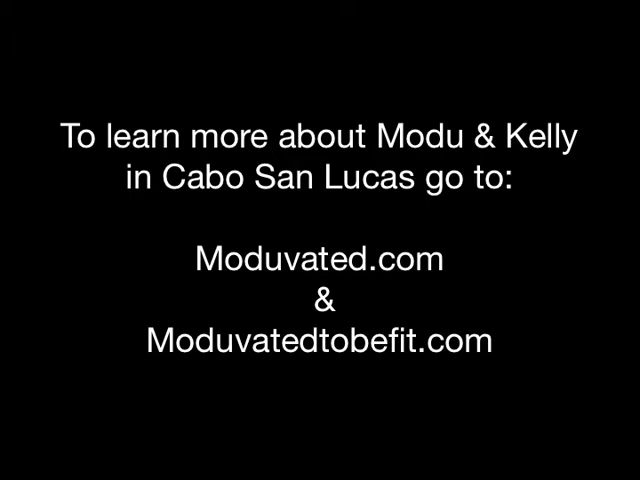 To learn more about Modu & Kelly
in Cabo San Lucas go to:
Moduvated.com
&
Moduvatedtobefit.com